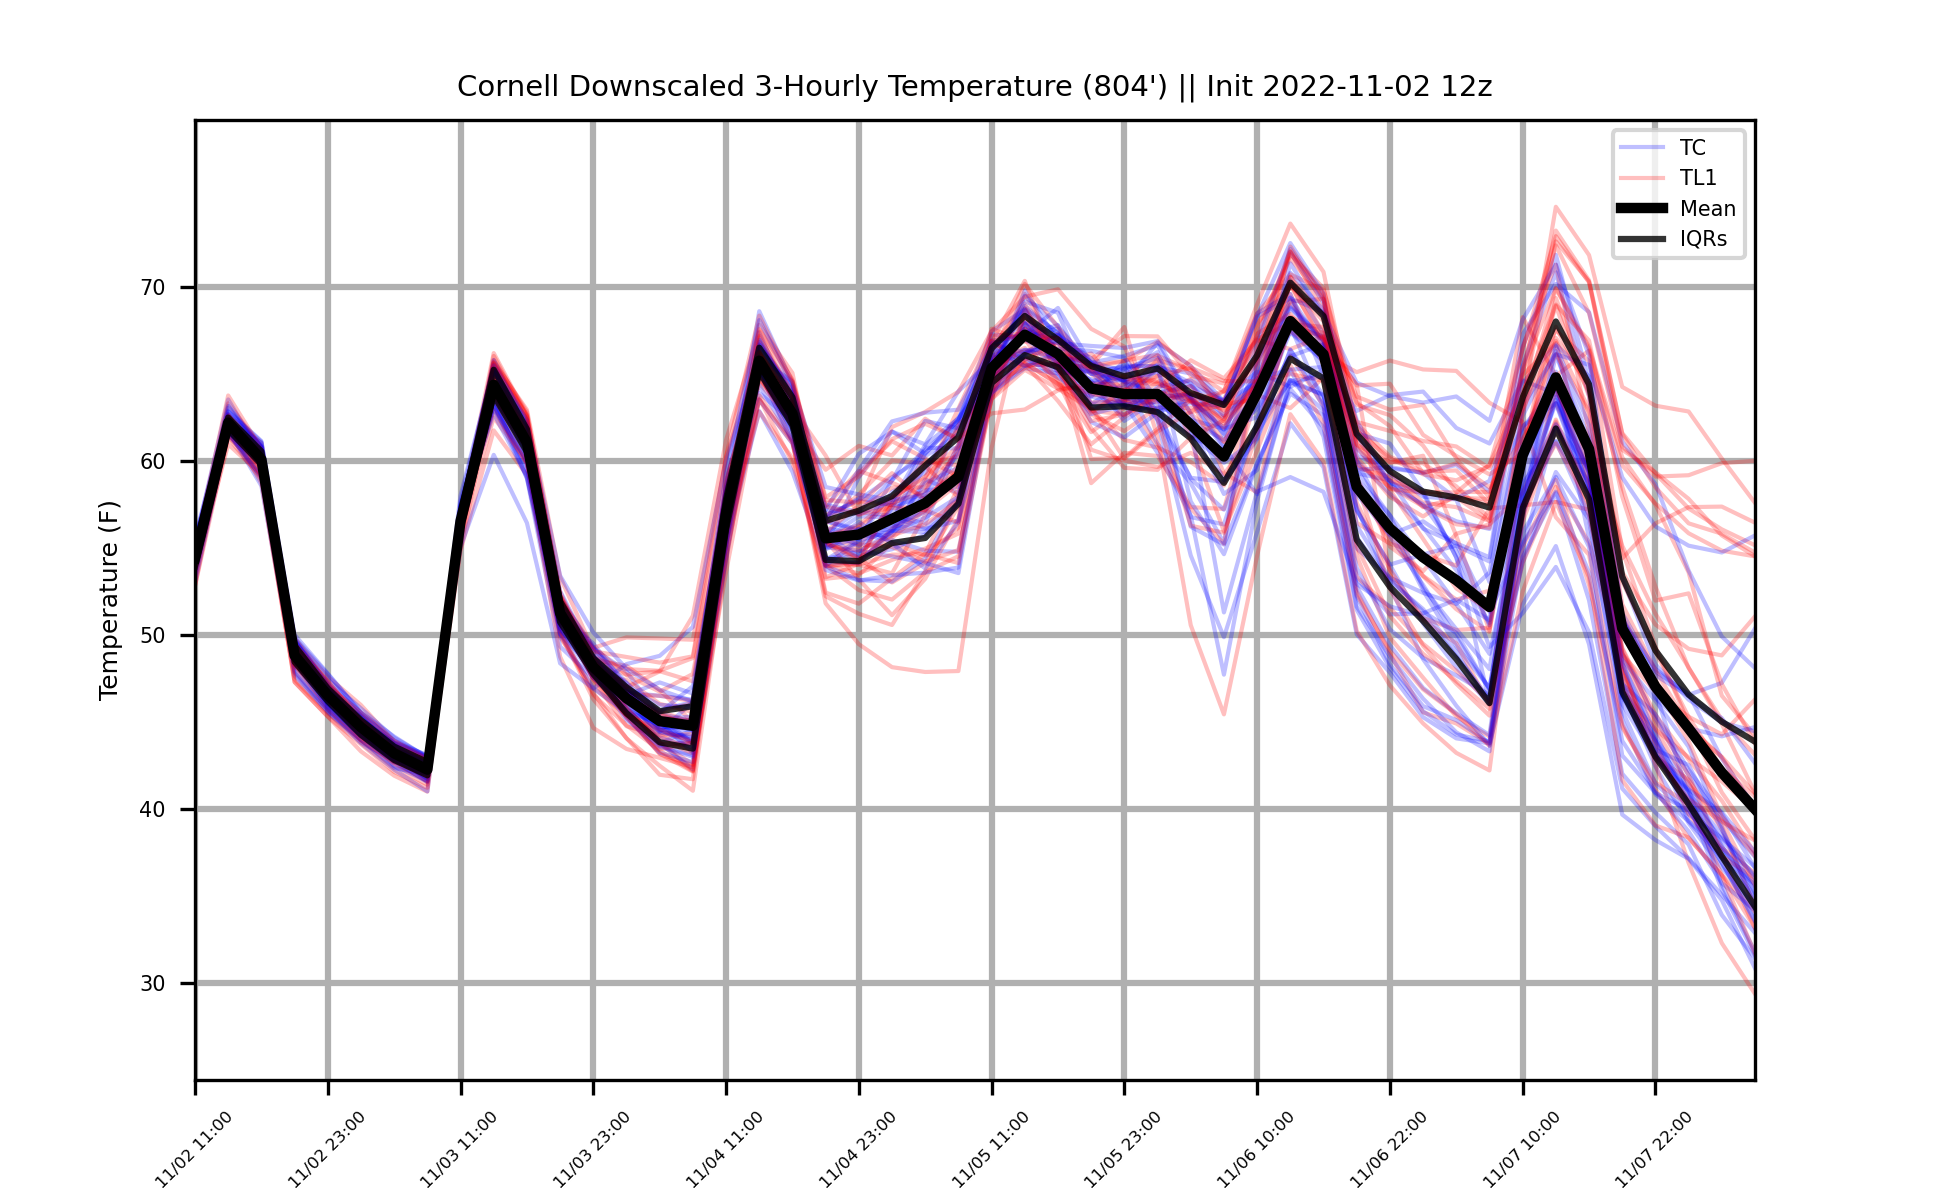 Cornell Downscaled 3-Hourly Temperature (804') || Init 2022-11-02 12z
TC
TL1
Mean
IQRs
Temperature (F)
70
60
50
40
30
11/02 11:00
11/02 23:00
11/03 11:00
11/03 23:00
11/04 11:00
11/04 23:00
11/05 11:00
11/05 23:00
11/06 10:00
11/06 22:00
11/07 10:00
11/07 22:00